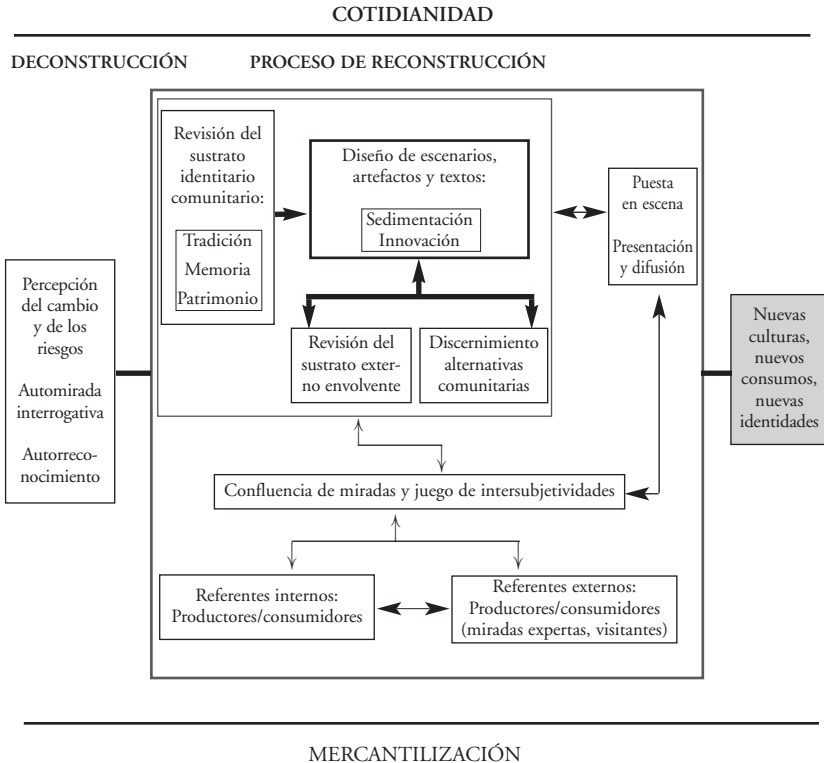 COTIDIANIDAD
DECONSTRUCCIÓN
PROCESO DE RECONSTRUCCIÓN
Percepción
del cambio
y de los
riesgos
Automirada
interrogativa
Autorreco-
nocimiento
Revisión del
sustrato
identitario
comunitario:
Tradición
Memoria
Patrimonio
Diseño de escenarios,
artefactos y textos:
Sedimentación
Innovación
Revisión del
sustrato exter-
no envolvente
Discernimiento
alternativas
comunitarias
Puesta
en escena
Presentación
y difusión
Confluencia de miradas y juego de intersubjetividades
Referentes internos:
Productores/consumidores
Referentes externos:
Productores/consumidores
(miradas expertas, visitantes)
Nuevas
culturas,
nuevos
consumos,
nuevas
identidades
MERCANTILIZACIÓN